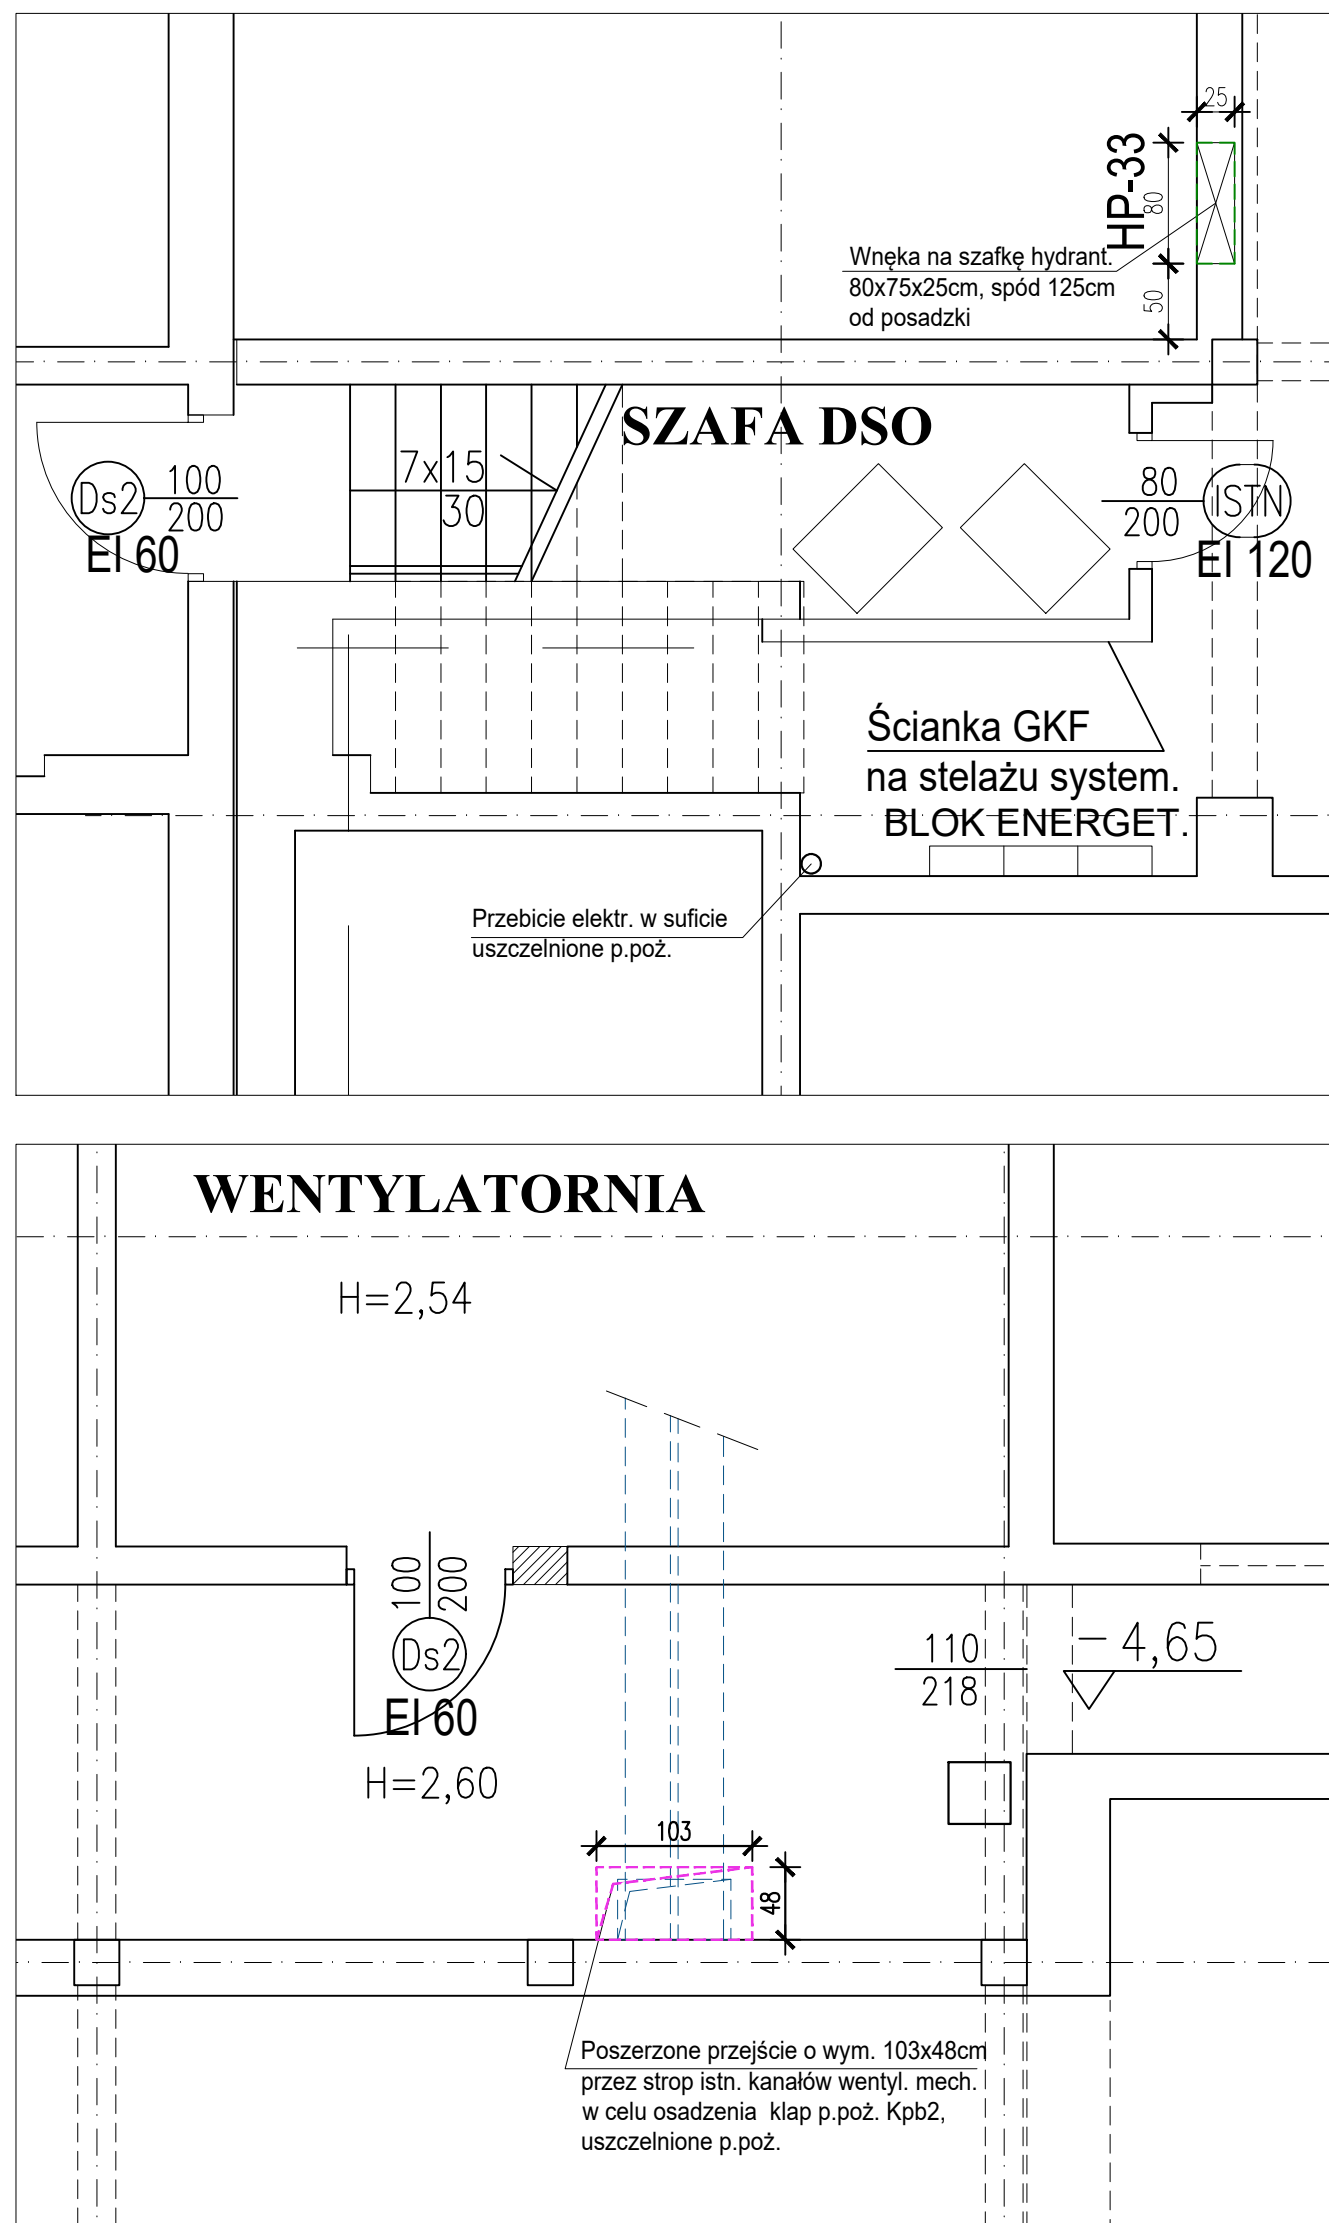 25
HP-33
80
Wnęka na szafkę hydrant.
80x75x25cm, spód 125cm
od posadzki
50
SZAFA DSO
7x15
30
Ds2
100
200
EI 60
80
200
ISTN
EI 120
Ścianka GKF
na stelażu system.
BLOK ENERGET.
Przebicie elektr. w suficie
uszczelnione p.poż.
WENTYLATORNIA
H=2,54
100
200
Ds2
EI 60
110
218
- 4,65
H=2,60
103
48
Poszerzone przejście o wym. 103x48cm
przez strop istn. kanałów wentyl. mech.
w celu osadzenia klap p.poż. Kpb2,
uszczelnione p.poż.